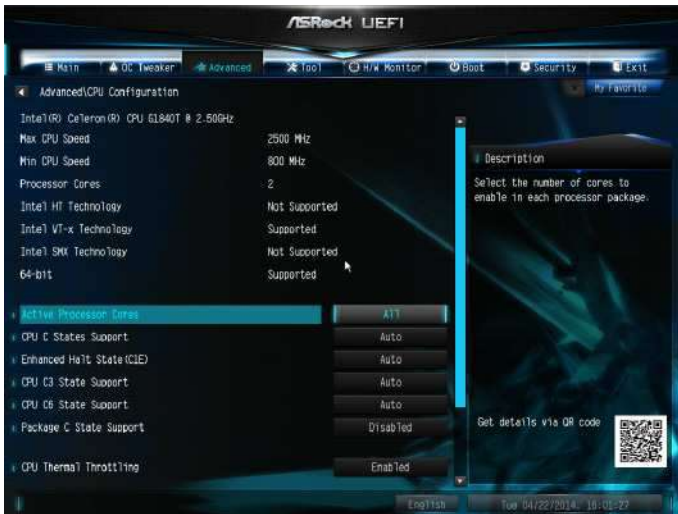 ASRock UEFI
Main OC Tweaker Advanced Tool H/W Monitor Boot Security Exit
Advanced\CPU Configuration My Favorite
Intel(R) Celeron(R) CPU G1840T @ 2.50GHz
Max CPU Speed 2500 MHz
Min CPU Speed 800 MHz
Processor Cores 2
Intel HT Technology Not Supported
Intel VT-x Technology Supported
Intel SMX Technology Not Supported
64-bit Supported
Active Processor Cores All
CPU C States Support Auto
Enhanced Halt State(C1E) Auto
CPU C3 State Support Auto
CPU C6 State Support Auto
Package C State Support Disabled
CPU Thermal Throttling Enabled
Description
Select the number of cores to
enable in each processor package.
Get details via QR code
English Tue 04/22/2014, 16:01:27